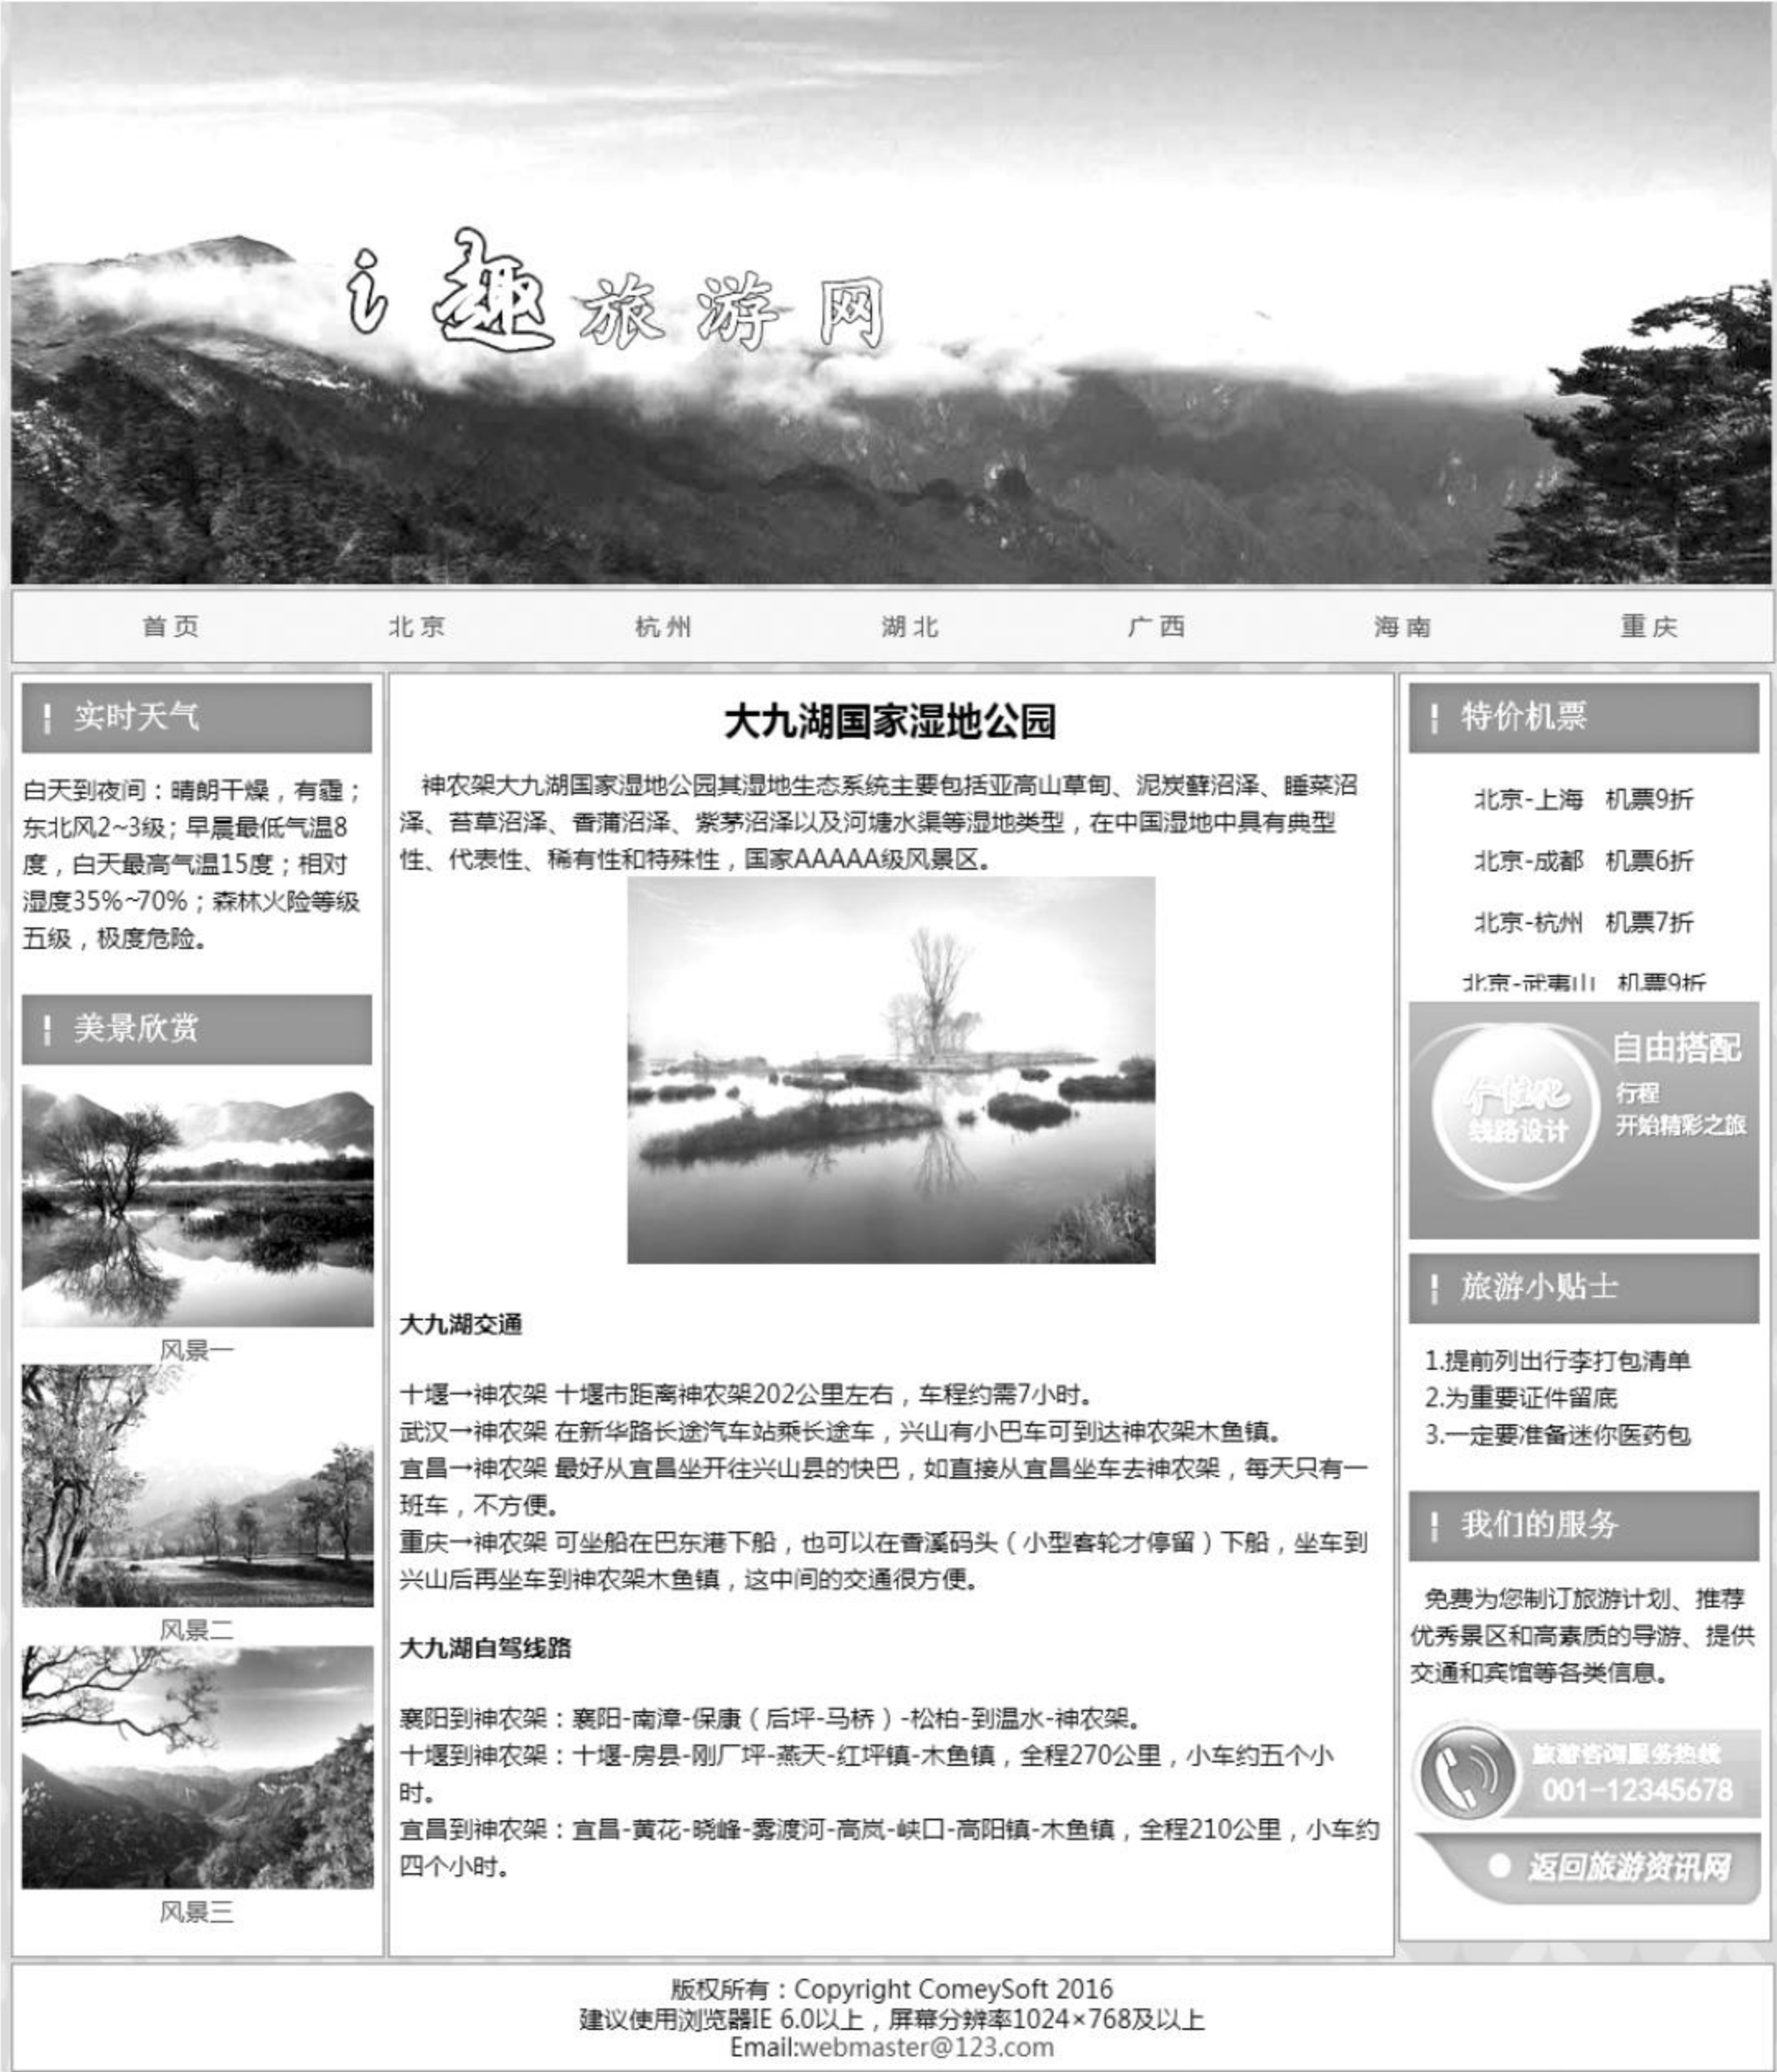 i趣旅游网
首页 北京 杭州 湖北 广西 海南 重庆
实时天气
白天到夜间：晴朗干燥，有霾；
东北风2~3级；早晨最低气温8
度，白天最高气温15度；相对
湿度35%~70%；森林火险等级
五级，极度危险。
美景欣赏
风景一
风景二
风景三
大九湖国家湿地公园
神农架大九湖国家湿地公园其湿地生态系统主要包括亚高山草甸、泥炭藓沼泽、睡菜沼
泽、苔草沼泽、香蒲沼泽、紫茅沼泽以及河塘水渠等湿地类型，在中国湿地中具有典型
性、代表性、稀有性和特殊性，国家AAAAA级风景区。
大九湖交通
十堰→神农架 十堰市距离神农架202公里左右，车程约需7小时。
武汉→神农架 在新华路长途汽车站乘长途车，兴山有小巴车可到达神农架木鱼镇。
宜昌→神农架 最好从宜昌坐开往兴山县的快巴，如直接从宜昌坐车去神农架，每天只有一
班车，不方便。
重庆→神农架 可坐船在巴东港下船，也可以在香溪码头（小型客轮才停留）下船，坐车到
兴山后再坐车到神农架木鱼镇，这中间的交通很方便。
大九湖自驾线路
襄阳到神农架：襄阳-南漳-保康（后坪-马桥）-松柏-到温水-神农架。
十堰到神农架：十堰-房县-刚厂坪-燕天-红坪镇-木鱼镇，全程270公里，小车约五个小
时。
宜昌到神农架：宜昌-黄花-晓峰-雾渡河-高岚-峡口-高阳镇-木鱼镇，全程210公里，小车约
四个小时。
特价机票
北京-上海 机票9折
北京-成都 机票6折
北京-杭州 机票7折
北京-武夷山 机票9折
个性化
线路设计
自由搭配
行程
开始精彩之旅
旅游小贴士
1.提前列出行李打包清单
2.为重要证件留底
3.一定要准备迷你医药包
我们的服务
免费为您制订旅游计划、推荐
优秀景区和高素质的导游、提供
交通和宾馆等各类信息。
旅游咨询服务热线
001-12345678
返回旅游资讯网
版权所有：Copyright ComeySoft 2016
建议使用浏览器IE 6.0以上，屏幕分辨率1024×768及以上
Email:webmaster@123.com